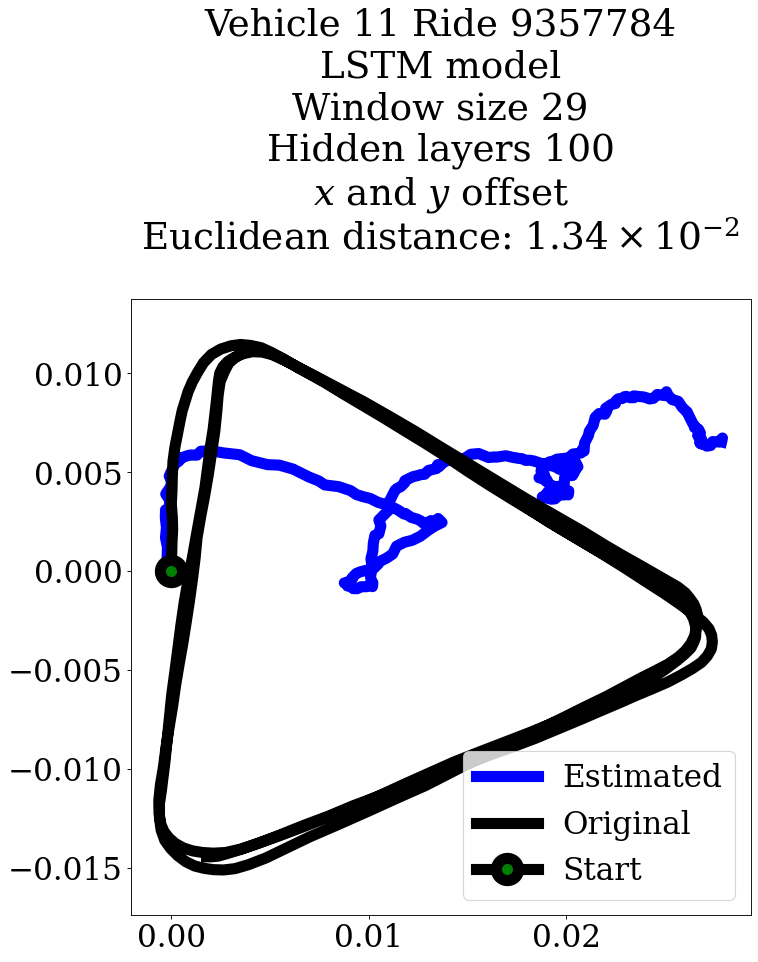 Vehicle 11 Ride 9357784
LSTM model
Window size 29
Hidden layers 100
x and y offset
Euclidean distance: 1.34 × 10⁻²
0.010
0.005
0.000
−0.005
−0.010
−0.015
0.00
0.01
0.02
Estimated
Original
Start